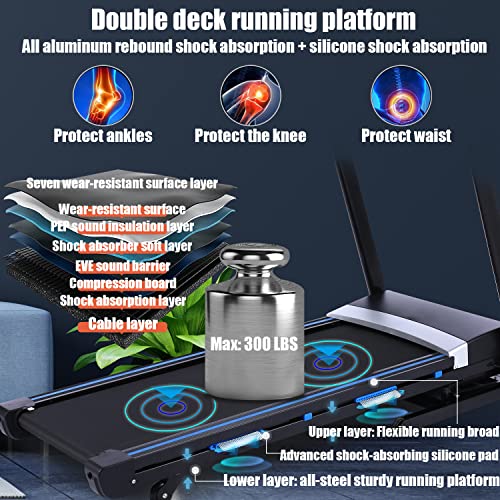 Double deck running platform
All aluminum rebound shock absorption + silicone shock absorption
Protect ankles
Protect the knee
Protect waist
Seven wear-resistant surface layer
Wear-resistant surface
PEP sound insulation layer
Shock absorber soft layer
EVE sound barrier
Compression board
Shock absorption layer
Cable layer
Max: 300 LBS
Upper layer: Flexible running broad
Advanced shock-absorbing silicone pad
Lower layer: all-steel sturdy running platform